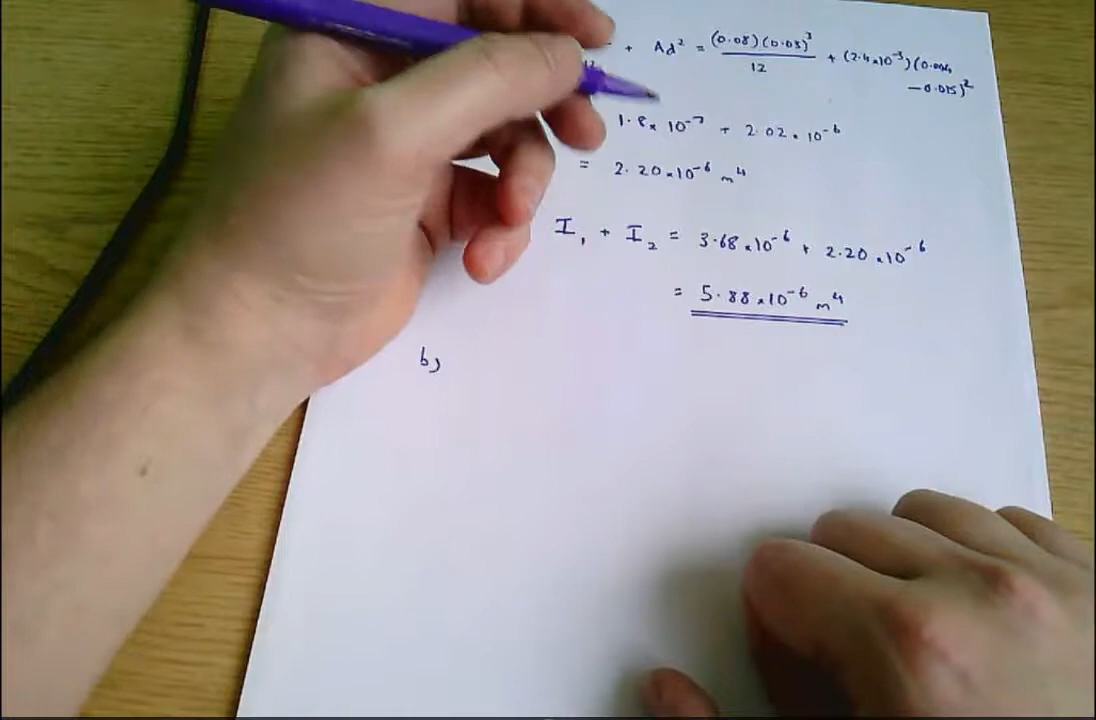 + Ad² = (0.08)(0.03)³/12 + (2.4×10⁻³)(0.044
−0.015)²
1.8×10⁻⁷ + 2.02×10⁻⁶
= 2.20×10⁻⁶ m⁴
I₁ + I₂ = 3.68×10⁻⁶ + 2.20×10⁻⁶
= 5.88×10⁻⁶ m⁴
b)